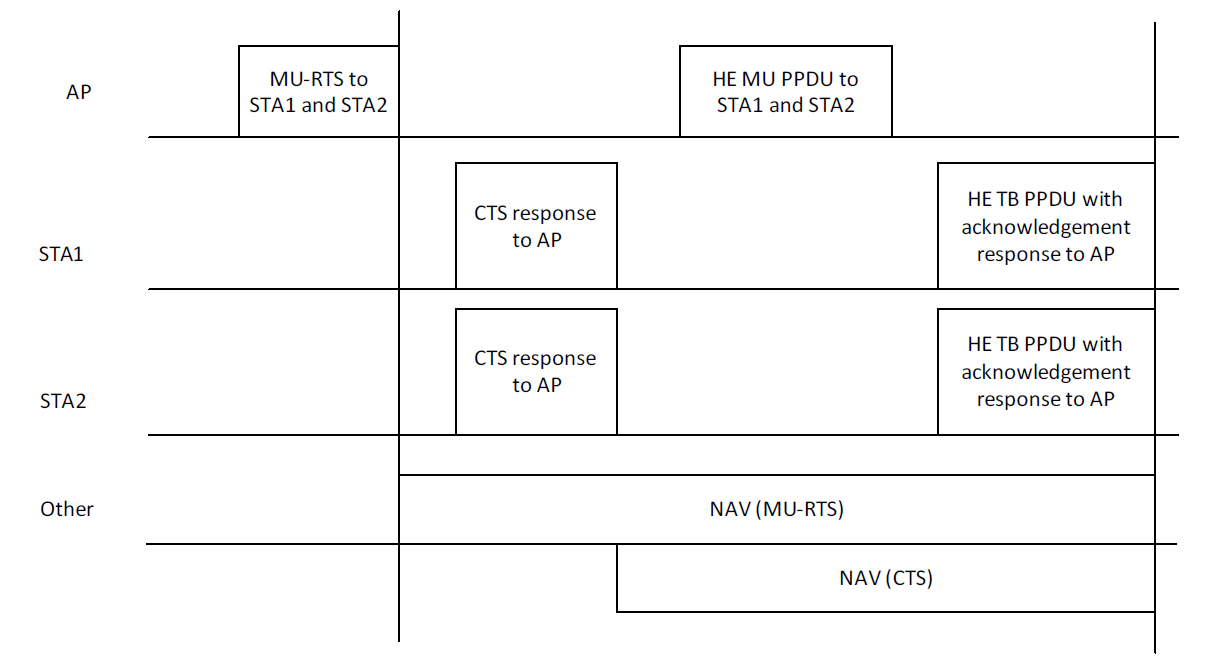 AP
MU-RTS to
STA1 and STA2
HE MU PPDU to
STA1 and STA2
STA1
CTS response
to AP
HE TB PPDU with
acknowledgement
response to AP
STA2
CTS response
to AP
HE TB PPDU with
acknowledgement
response to AP
Other
NAV (MU-RTS)
NAV (CTS)